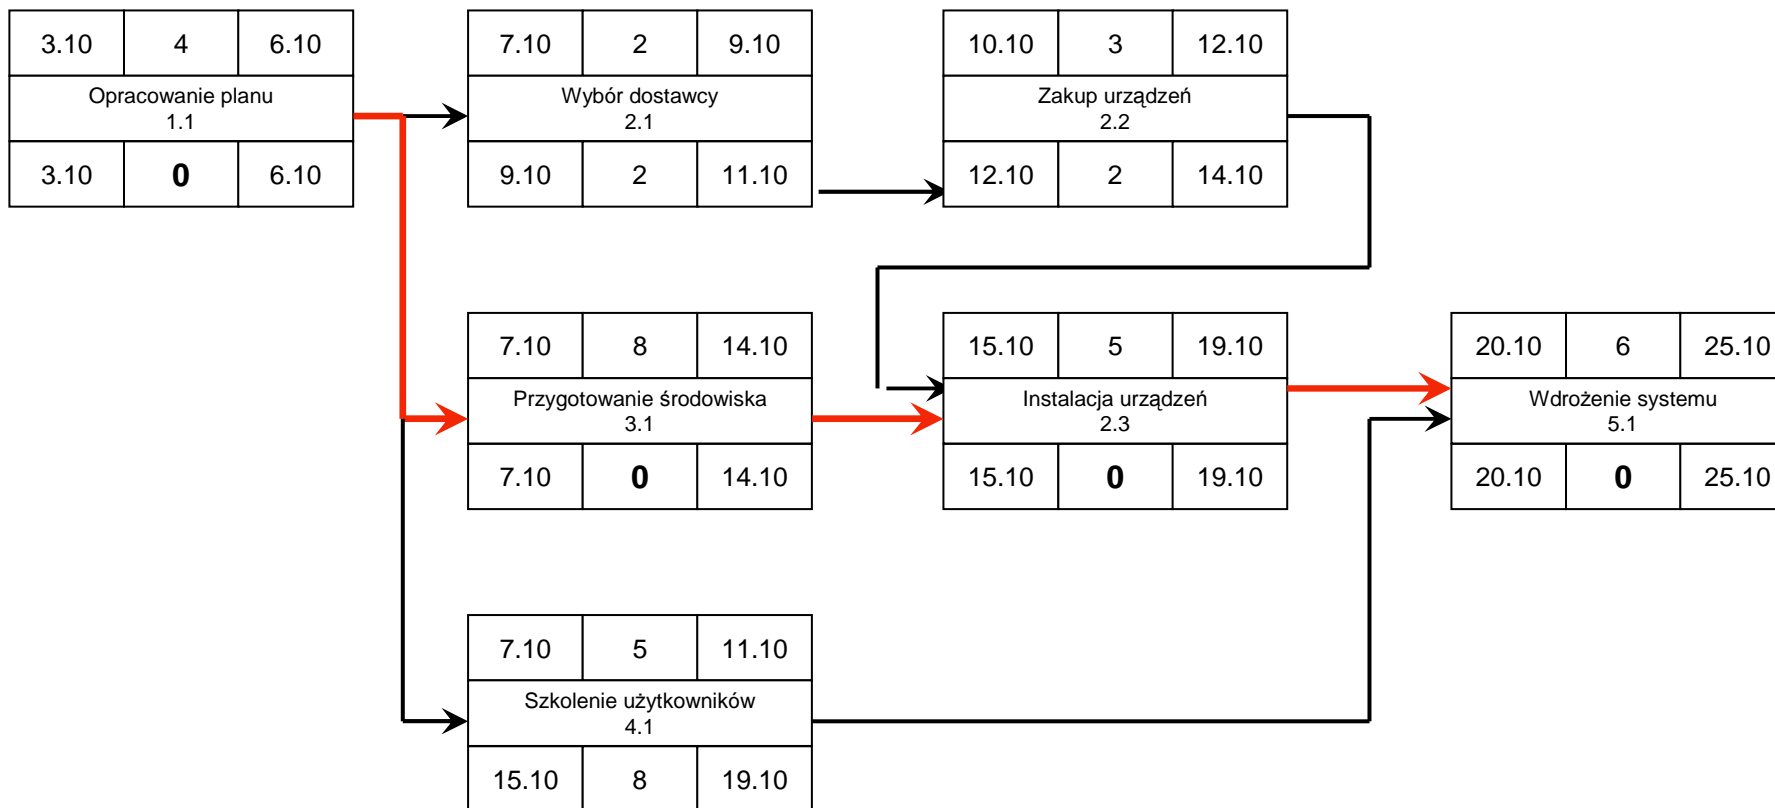 3.10 4 6.10
Opracowanie planu
1.1
3.10 0 6.10
7.10 2 9.10
Wybór dostawcy
2.1
9.10 2 11.10
10.10 3 12.10
Zakup urządzeń
2.2
12.10 2 14.10
7.10 8 14.10
Przygotowanie środowiska
3.1
7.10 0 14.10
15.10 5 19.10
Instalacja urządzeń
2.3
15.10 0 19.10
20.10 6 25.10
Wdrożenie systemu
5.1
20.10 0 25.10
7.10 5 11.10
Szkolenie użytkowników
4.1
15.10 8 19.10